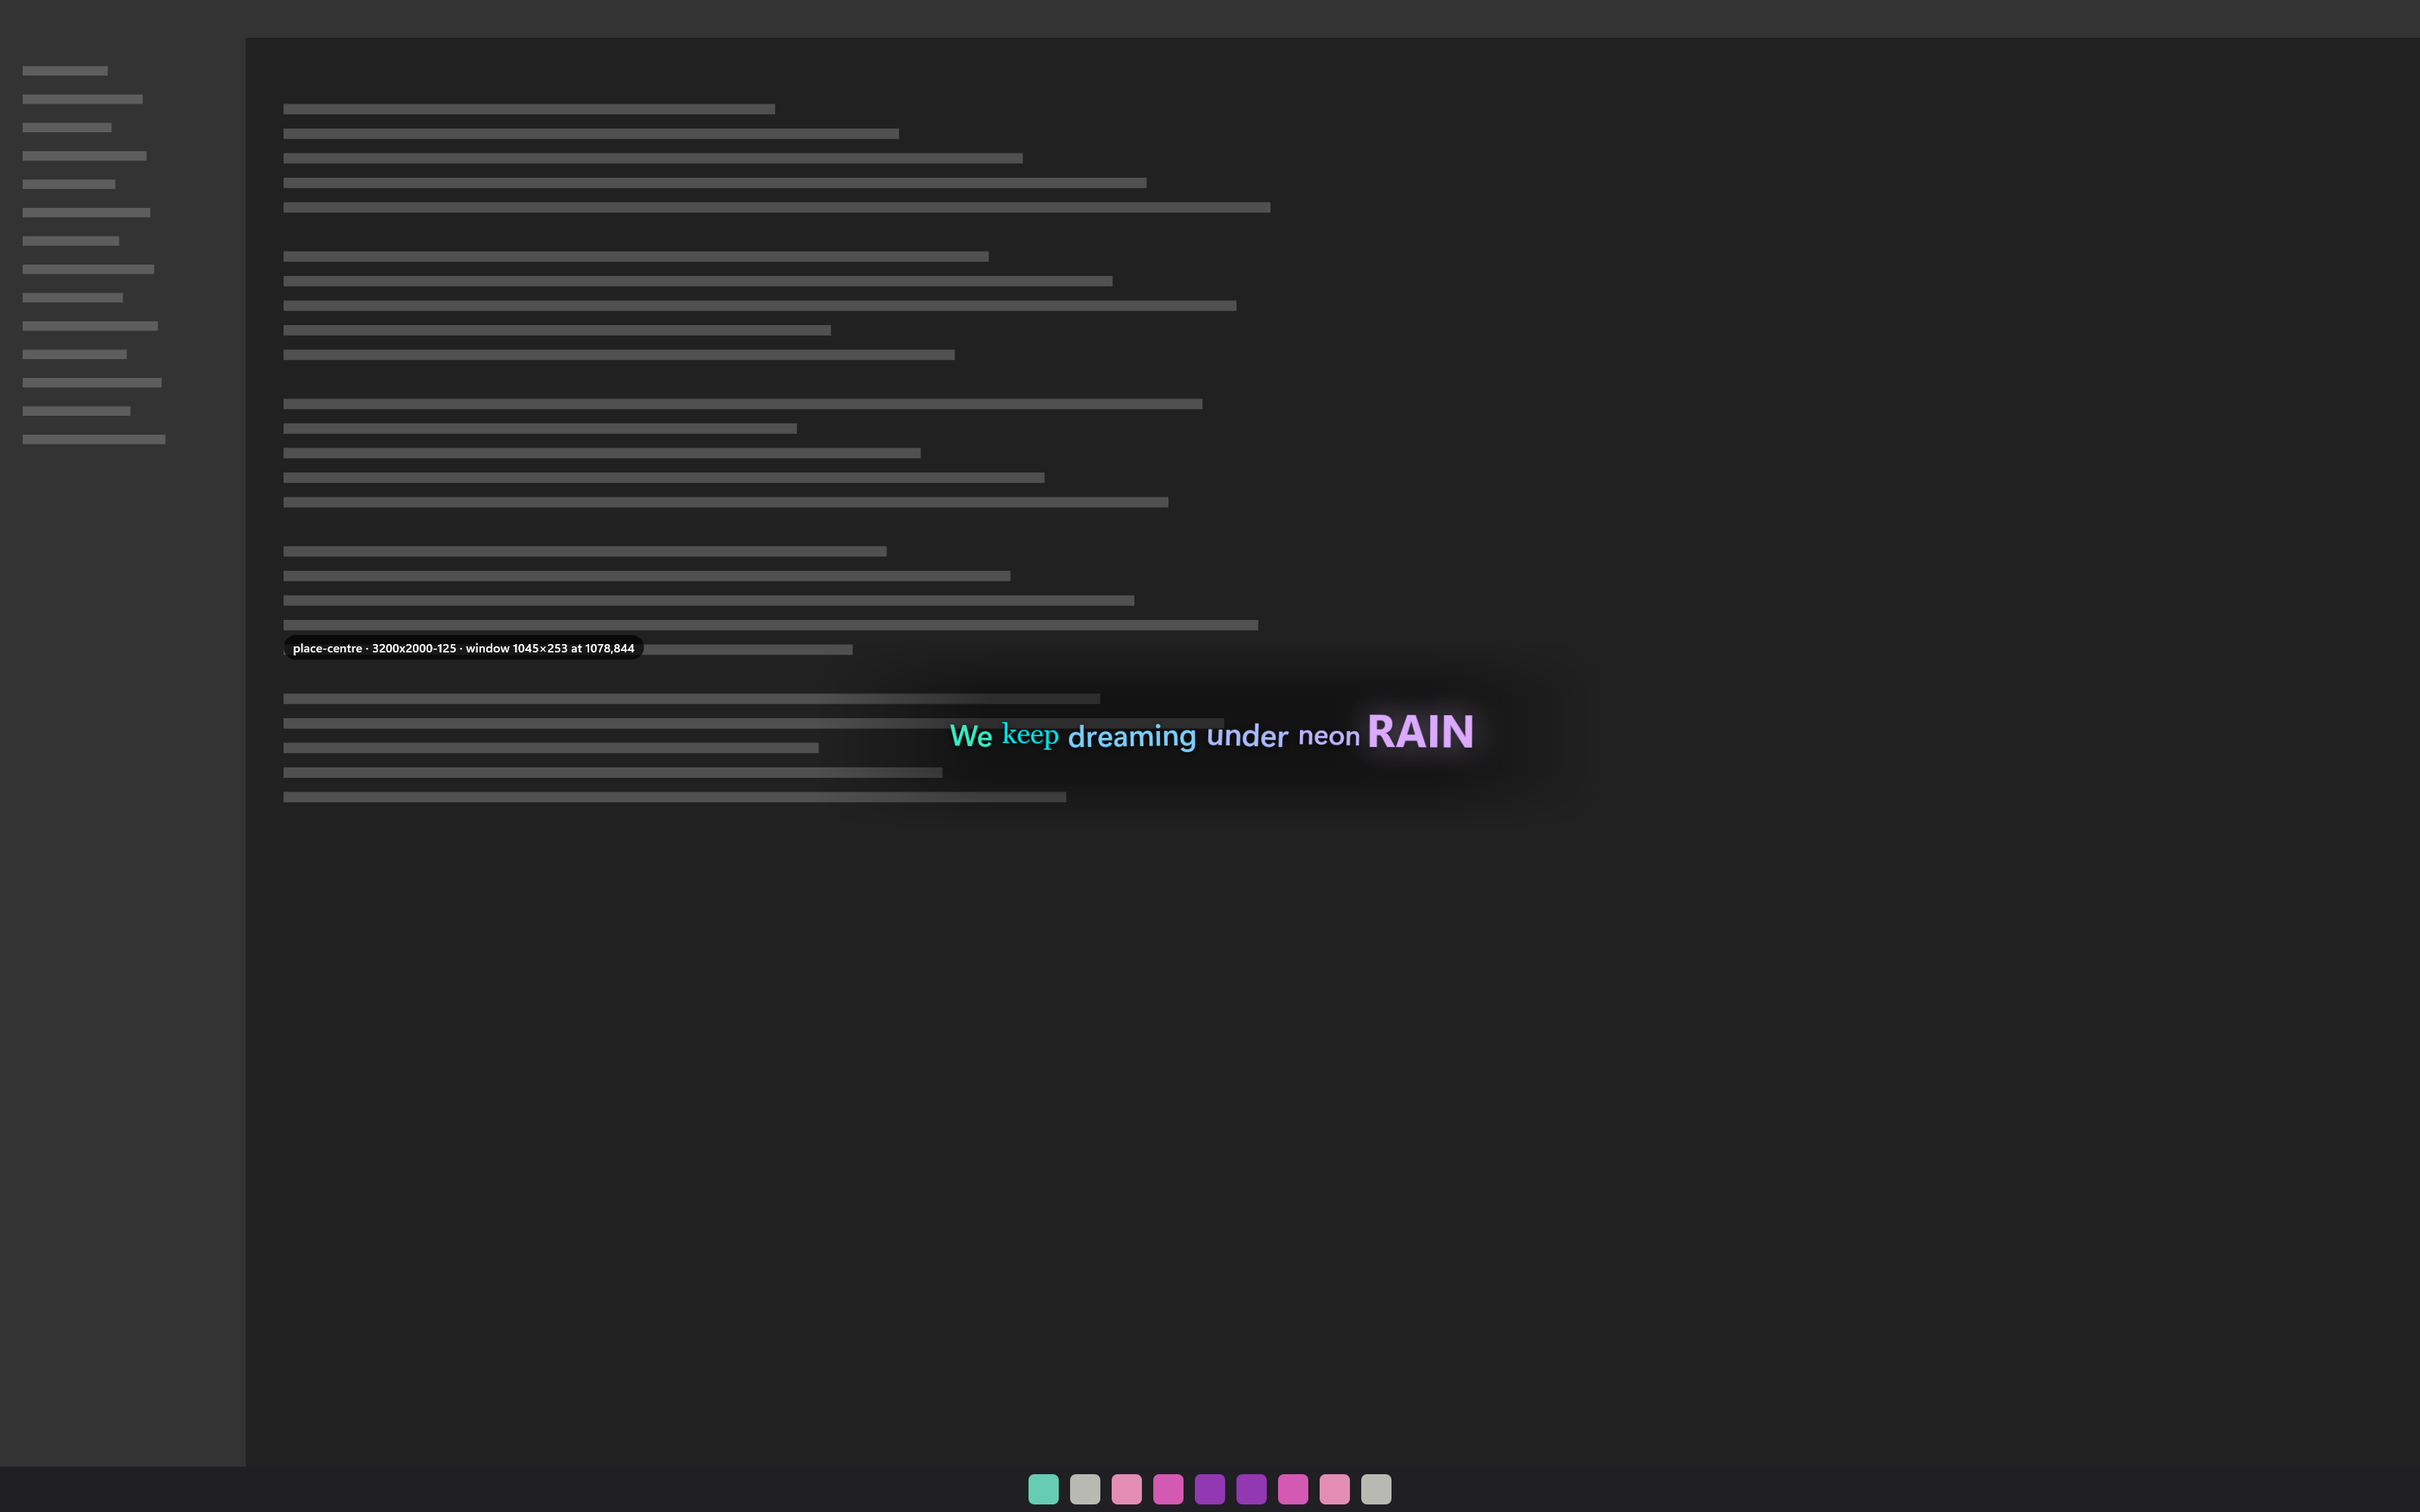 place-centre · 3200x2000-125 · window 1045×253 at 1078,844
We keep dreaming under neon RAIN